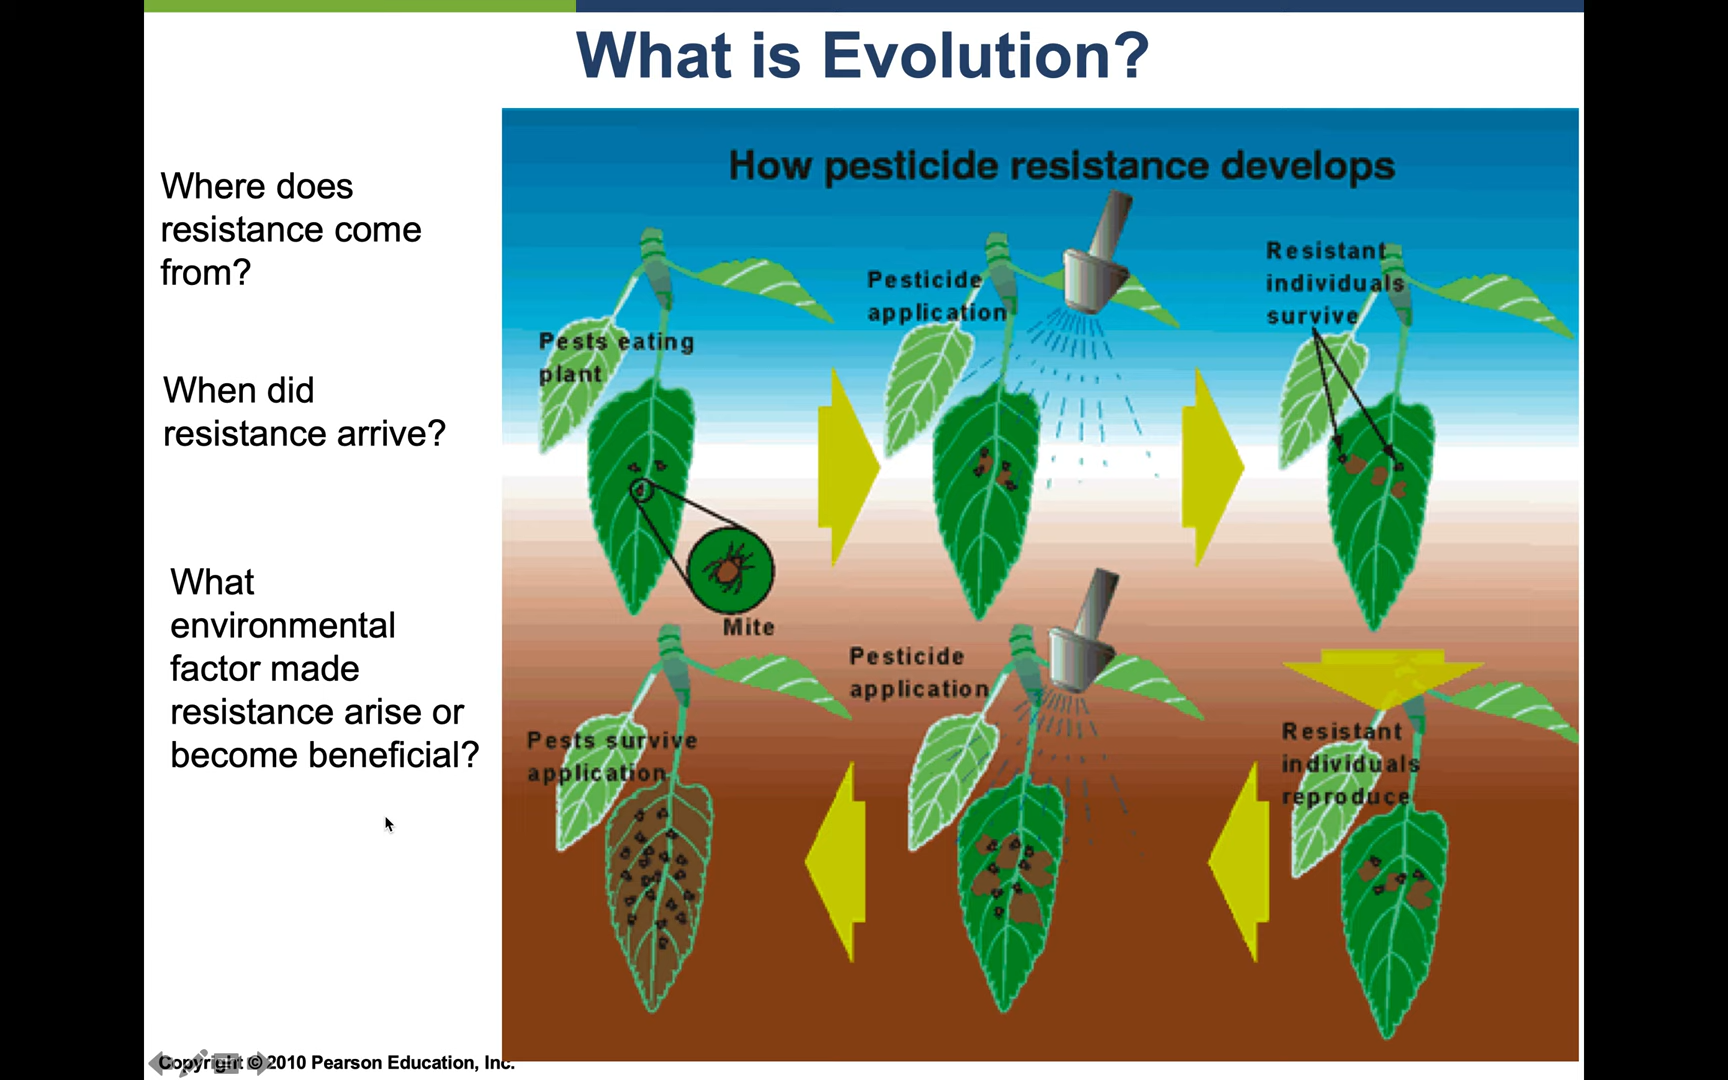 What is Evolution?
Where does
resistance come
from?
When did
resistance arrive?
What
environmental
factor made
resistance arise or
become beneficial?
How pesticide resistance develops
Pests eating
plant
Mite
Pesticide
application
Resistant
individuals
survive
Resistant
individuals
reproduce
Pesticide
application
Pests survive
application
Copyright © 2010 Pearson Education, Inc.